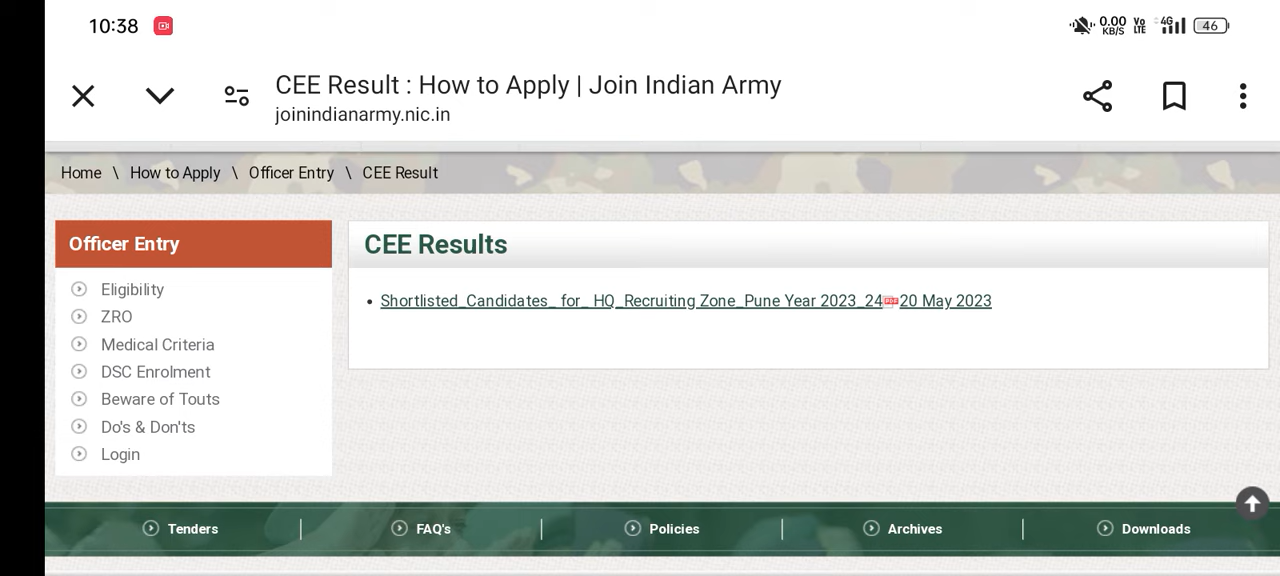 10:38
0.00 KB/S Vo LTE 4G 46
CEE Result : How to Apply | Join Indian Army
joinindianarmy.nic.in
Home \ How to Apply \ Officer Entry \ CEE Result
Officer Entry
Eligibility
ZRO
Medical Criteria
DSC Enrolment
Beware of Touts
Do's & Don'ts
Login
CEE Results
• Shortlisted_Candidates_ for_ HQ_Recruiting Zone_Pune Year 2023_24 20 May 2023
Tenders | FAQ's | Policies | Archives | Downloads